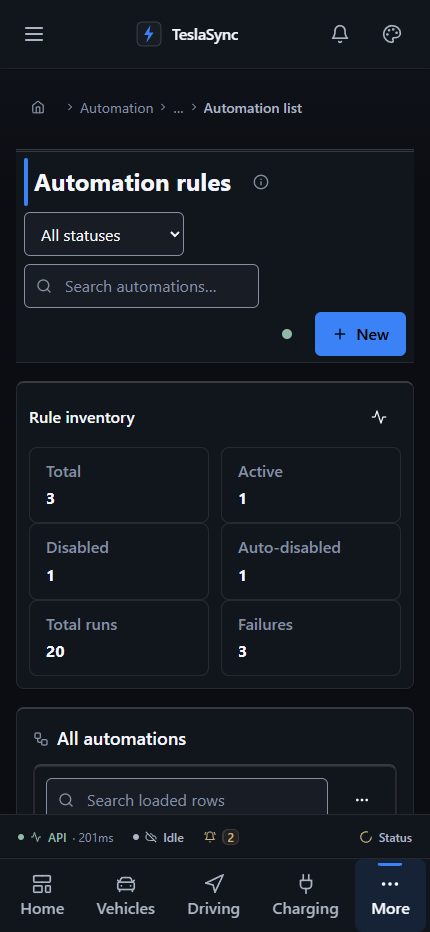 TeslaSync
Automation ... Automation list
Automation rules
All statuses
Search automations...
New
Rule inventory
Total
3
Active
1
Disabled
1
Auto-disabled
1
Total runs
20
Failures
3
All automations
Search loaded rows
API · 201ms Idle 2 Status
Home Vehicles Driving Charging More